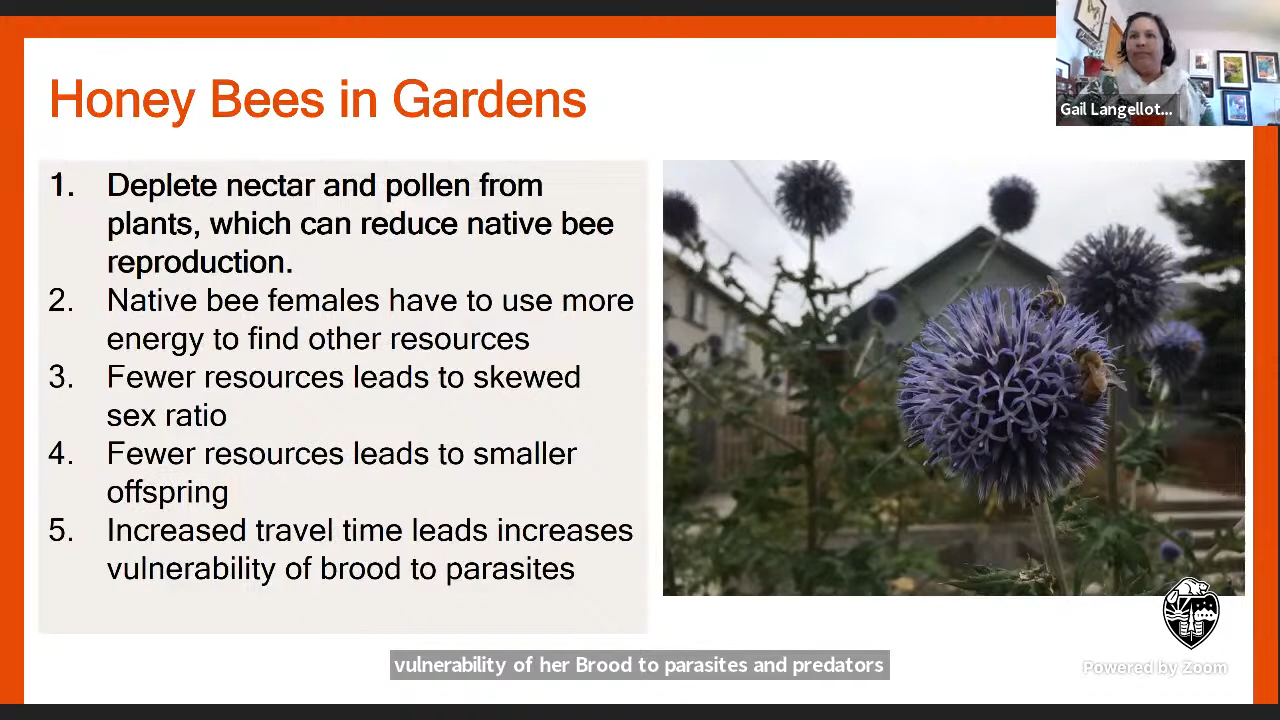 Honey Bees in Gardens
Gail Langellot...
1. Deplete nectar and pollen from
plants, which can reduce native bee
reproduction.
2. Native bee females have to use more
energy to find other resources
3. Fewer resources leads to skewed
sex ratio
4. Fewer resources leads to smaller
offspring
5. Increased travel time leads increases
vulnerability of brood to parasites
vulnerability of her Brood to parasites and predators
Powered by Zoom